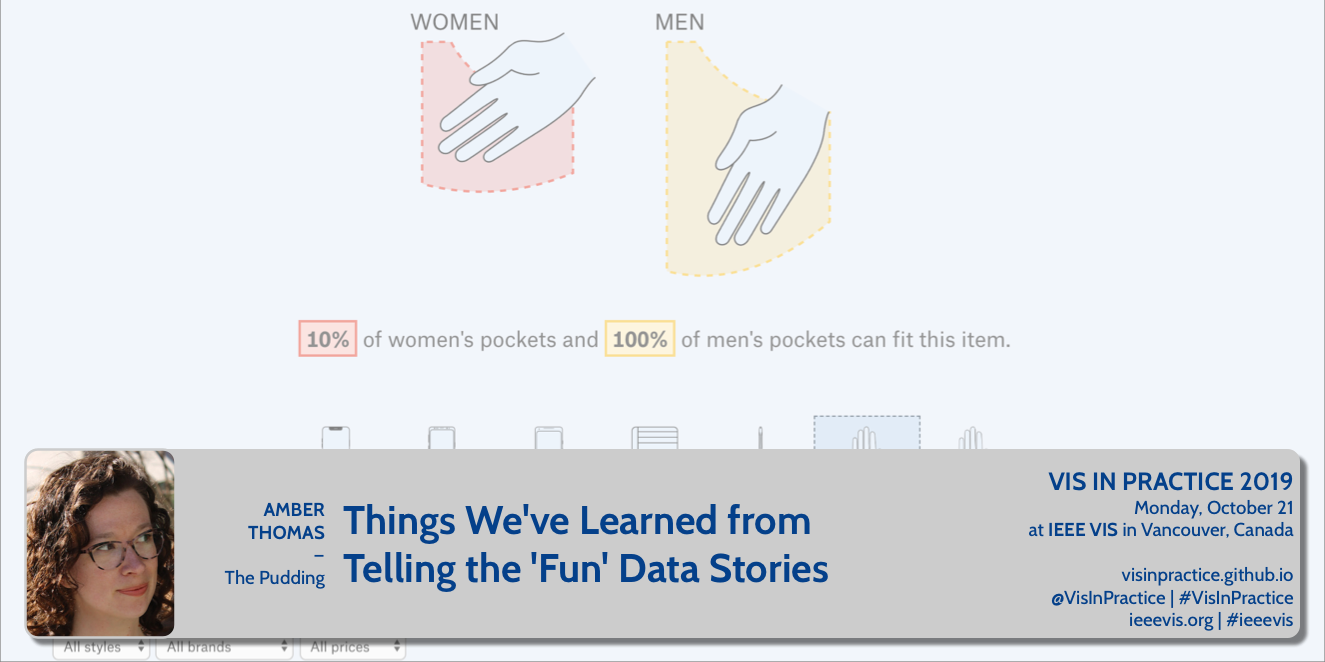 WOMEN
MEN
10% of women's pockets and 100% of men's pockets can fit this item.
AMBER
THOMAS
–
The Pudding
Things We've Learned from
Telling the 'Fun' Data Stories
VIS IN PRACTICE 2019
Monday, October 21
at IEEE VIS in Vancouver, Canada
visinpractice.github.io
@VisInPractice | #VisInPractice
ieeevis.org | #ieeevis
All styles
All brands
All prices